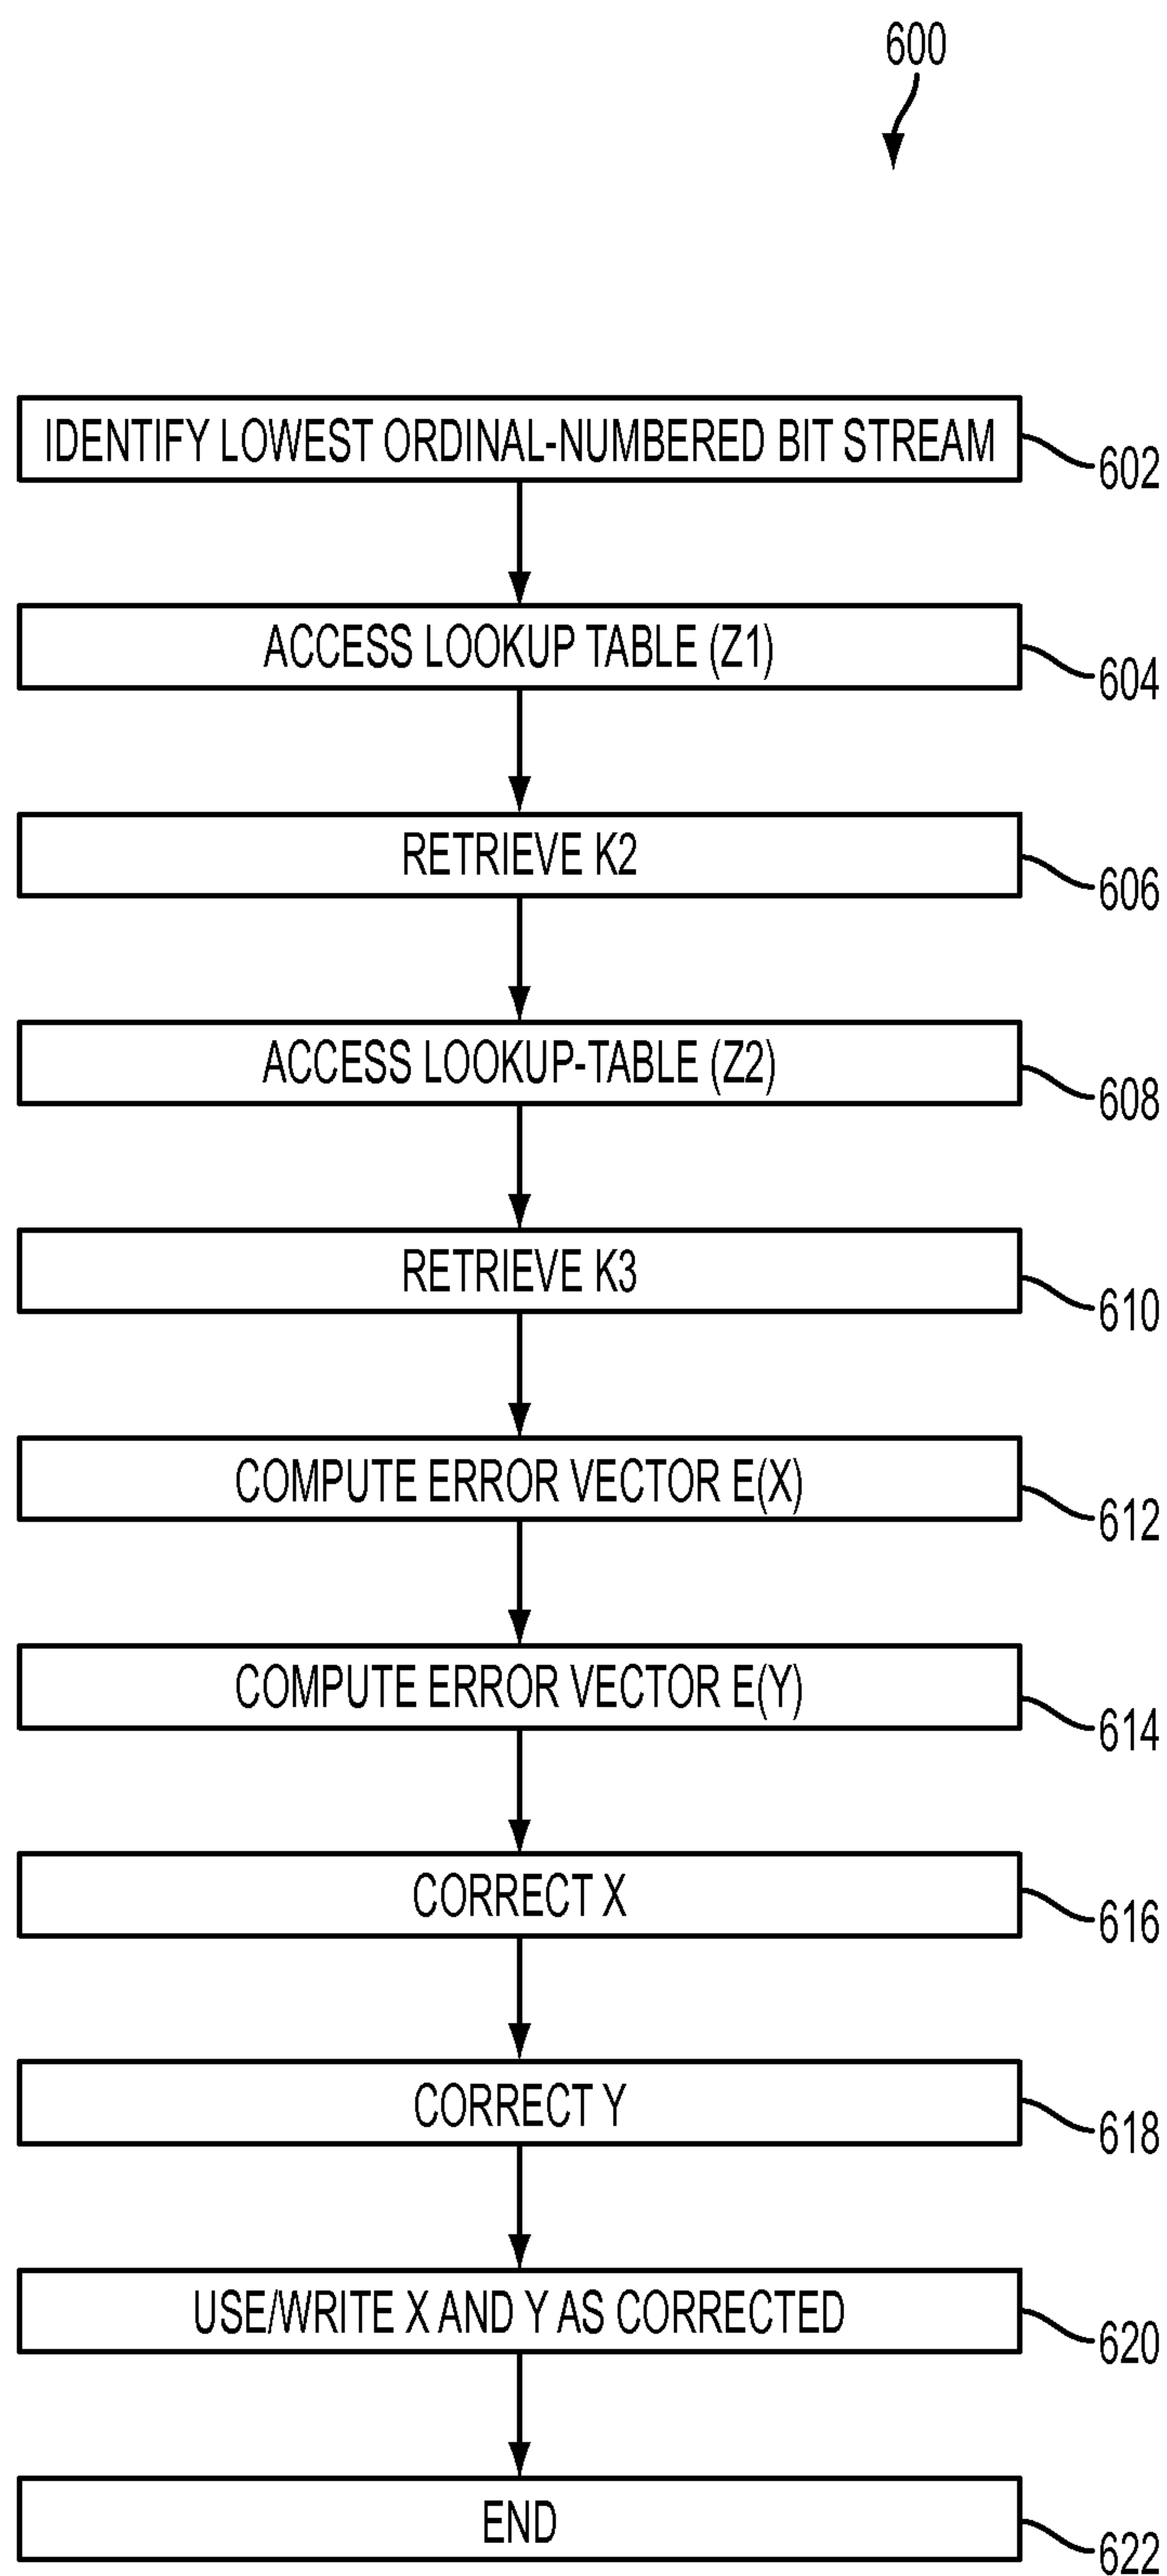 600
IDENTIFY LOWEST ORDINAL-NUMBERED BIT STREAM
602
ACCESS LOOKUP TABLE (Z1)
604
RETRIEVE K2
606
ACCESS LOOKUP-TABLE (Z2)
608
RETRIEVE K3
610
COMPUTE ERROR VECTOR E(X)
612
COMPUTE ERROR VECTOR E(Y)
614
CORRECT X
616
CORRECT Y
618
USE/WRITE X AND Y AS CORRECTED
620
END
622